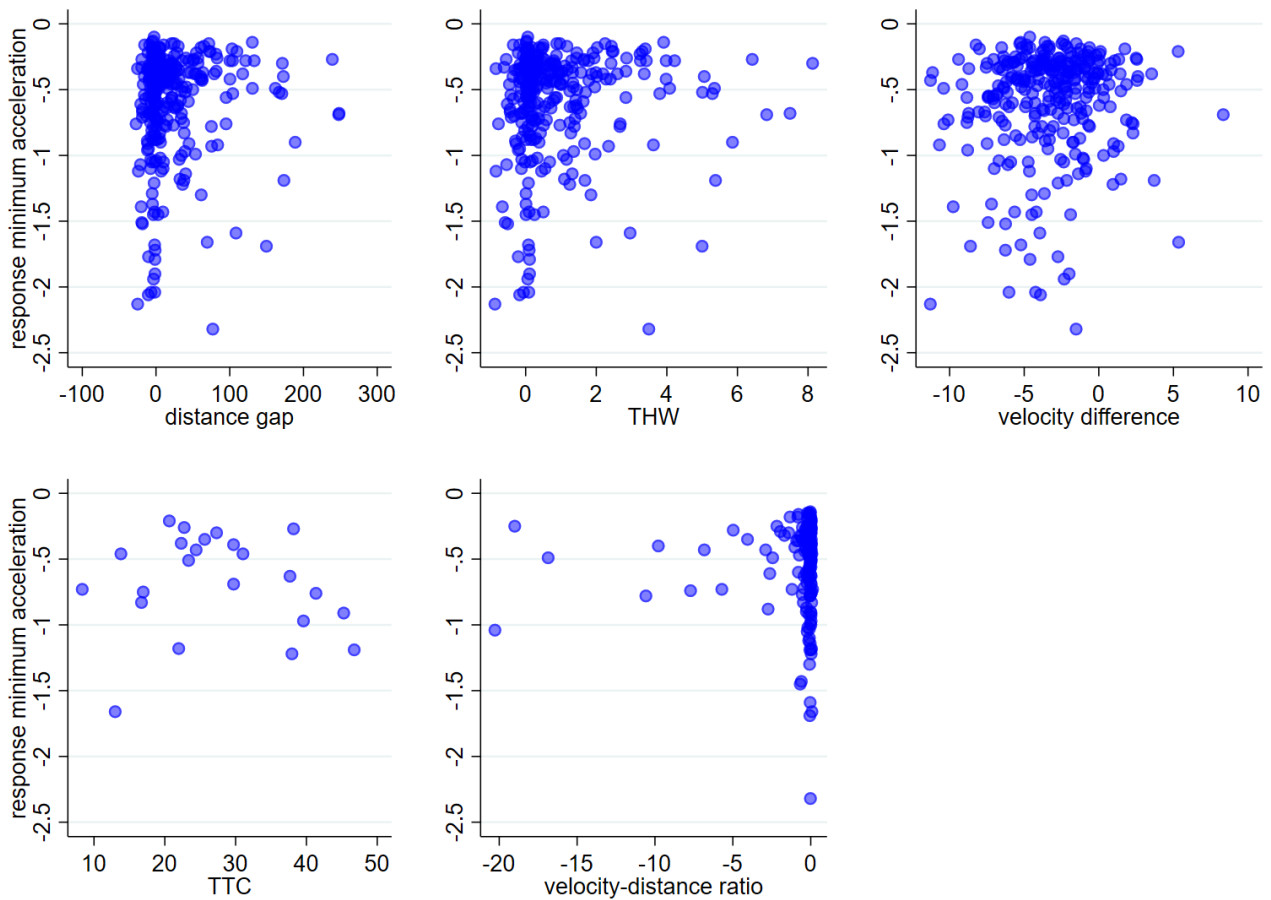 response minimum acceleration
0
-.5
-1
-1.5
-2
-2.5
-100 0 100 200 300
distance gap
0
-.5
-1
-1.5
-2
-2.5
0 2 4 6 8
THW
0
-.5
-1
-1.5
-2
-2.5
-10 -5 0 5 10
velocity difference
response minimum acceleration
0
-.5
-1
-1.5
-2
-2.5
10 20 30 40 50
TTC
0
-.5
-1
-1.5
-2
-2.5
-20 -15 -10 -5 0
velocity-distance ratio